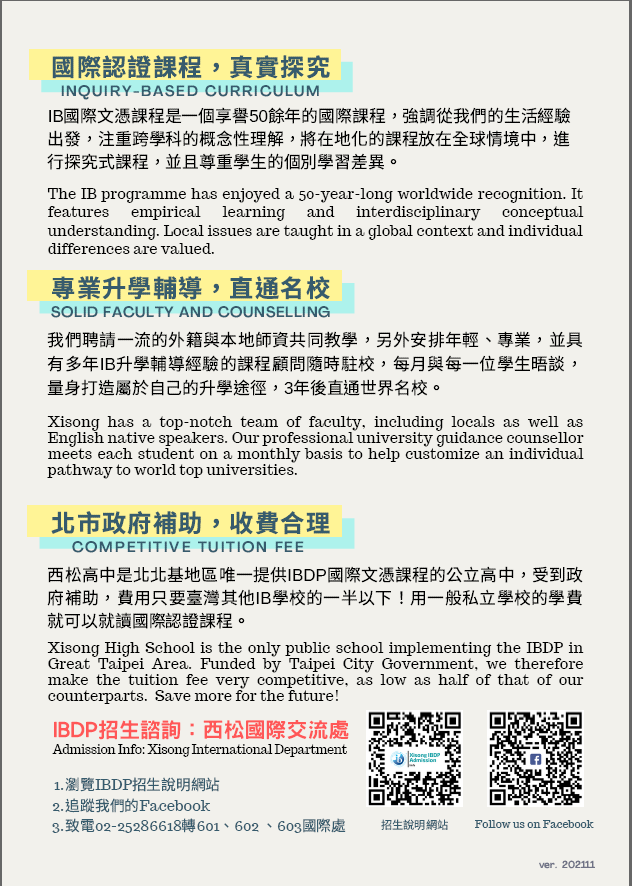 國際認證課程，真實探究
INQUIRY-BASED CURRICULUM
IB國際文憑課程是一個享譽50餘年的國際課程，強調從我們的生活經驗
出發，注重跨學科的概念性理解，將在地化的課程放在全球情境中，進
行探究式課程，並且尊重學生的個別學習差異。
The IB programme has enjoyed a 50-year-long worldwide recognition. It
features empirical learning and interdisciplinary conceptual
understanding. Local issues are taught in a global context and individual
differences are valued.
專業升學輔導，直通名校
SOLID FACULTY AND COUNSELLING
我們聘請一流的外籍與本地師資共同教學，另外安排年輕、專業，並具
有多年IB升學輔導經驗的課程顧問隨時駐校，每月與每一位學生晤談，
量身打造屬於自己的升學途徑，3年後直通世界名校。
Xisong has a top-notch team of faculty, including locals as well as
English native speakers. Our professional university guidance counsellor
meets each student on a monthly basis to help customize an individual
pathway to world top universities.
北市政府補助，收費合理
COMPETITIVE TUITION FEE
西松高中是北北基地區唯一提供IBDP國際文憑課程的公立高中，受到政
府補助，費用只要臺灣其他IB學校的一半以下！用一般私立學校的學費
就可以就讀國際認證課程。
Xisong High School is the only public school implementing the IBDP in
Great Taipei Area. Funded by Taipei City Government, we therefore
make the tuition fee very competitive, as low as half of that of our
counterparts. Save more for the future!
IBDP招生諮詢：西松國際交流處
Admission Info: Xisong International Department
1.瀏覽IBDP招生說明網站
2.追蹤我們的Facebook
3.致電02-25286618轉601、602 、603國際處
Xisong IBDP
Admission
招生說明網站
Follow us on Facebook
ver. 202111